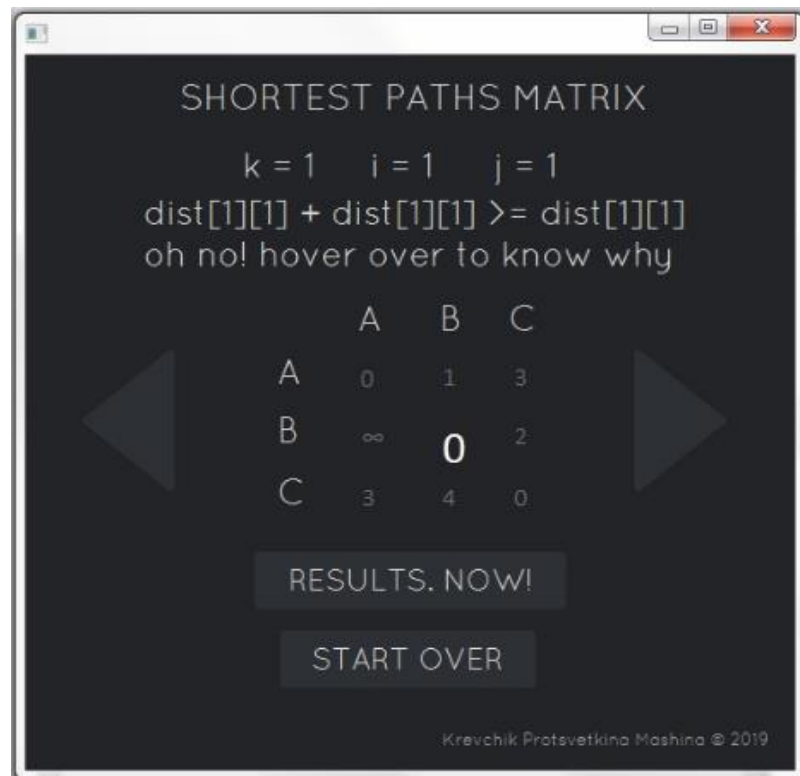 SHORTEST PATHS MATRIX
k = 1 i = 1 j = 1
dist[1][1] + dist[1][1] >= dist[1][1]
oh no! hover over to know why
A B C
A 0 1 3
B ∞ 0 2
C 3 4 0
RESULTS. NOW!
START OVER
Krevchik Protsvetkina Mashina © 2019